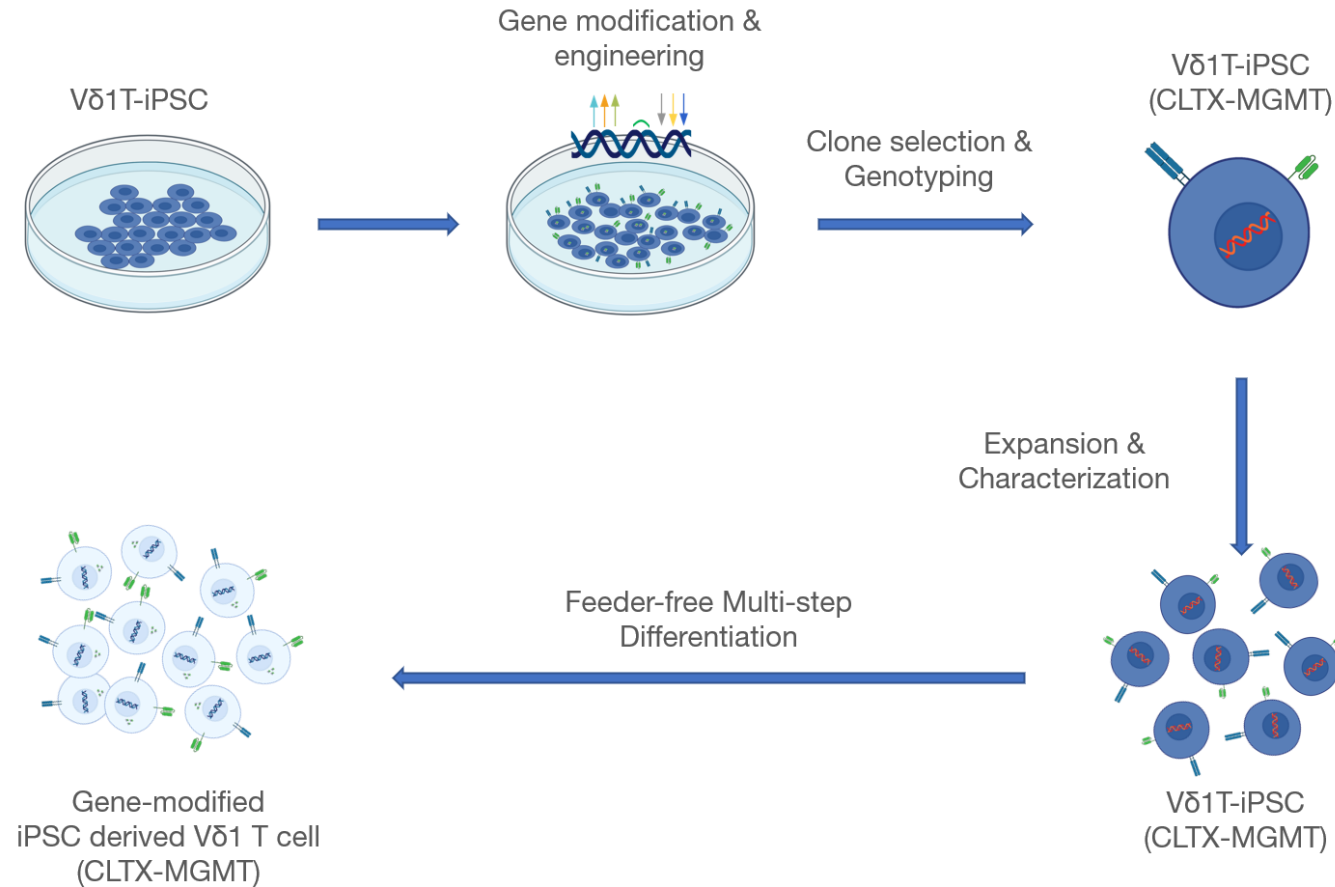 Vδ1T-iPSC
Gene modification &
engineering
Clone selection &
Genotyping
Vδ1T-iPSC
(CLTX-MGMT)
Expansion &
Characterization
Vδ1T-iPSC
(CLTX-MGMT)
Feeder-free Multi-step
Differentiation
Gene-modified
iPSC derived Vδ1 T cell
(CLTX-MGMT)